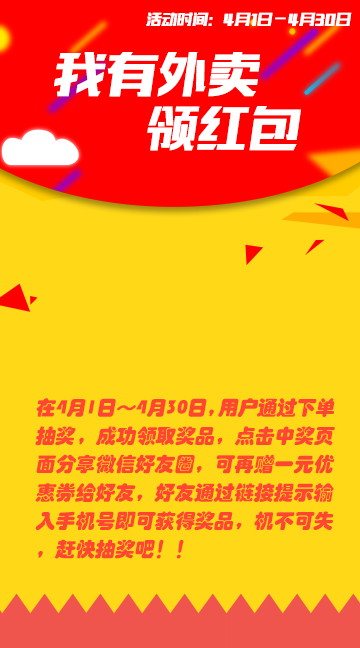 活动时间：4月1日－4月30日
我有外卖
领红包
在4月1日～4月30日,用户通过下单
抽奖，成功领取奖品，点击中奖页
面分享微信好友圈，可再赠一元优
惠券给好友，好友通过链接提示输
入手机号即可获得奖品，机不可失
，赶快抽奖吧！！